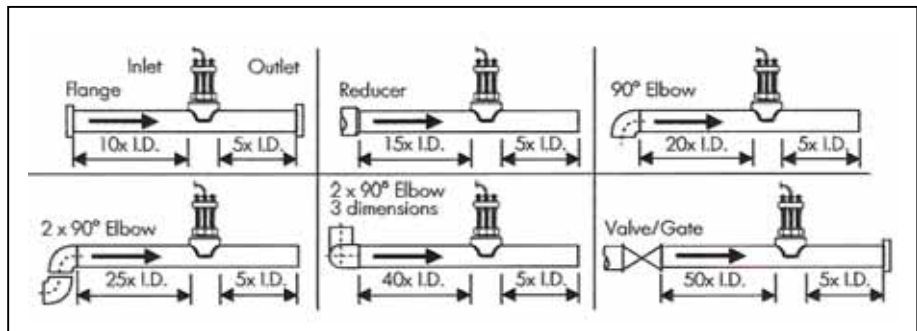 Inlet
Outlet
Flange
10x I.D.
5x I.D.
Reducer
15x I.D.
5x I.D.
90° Elbow
20x I.D.
5x I.D.
2 x 90° Elbow
25x I.D.
5x I.D.
2 x 90° Elbow
3 dimensions
40x I.D.
5x I.D.
Valve/Gate
50x I.D.
5x I.D.